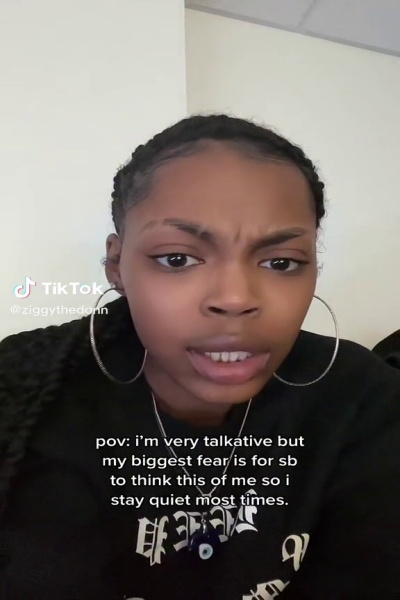 TikTok
@ziggythedonn
pov: i'm very talkative but
my biggest fear is for sb
to think this of me so i
stay quiet most times.